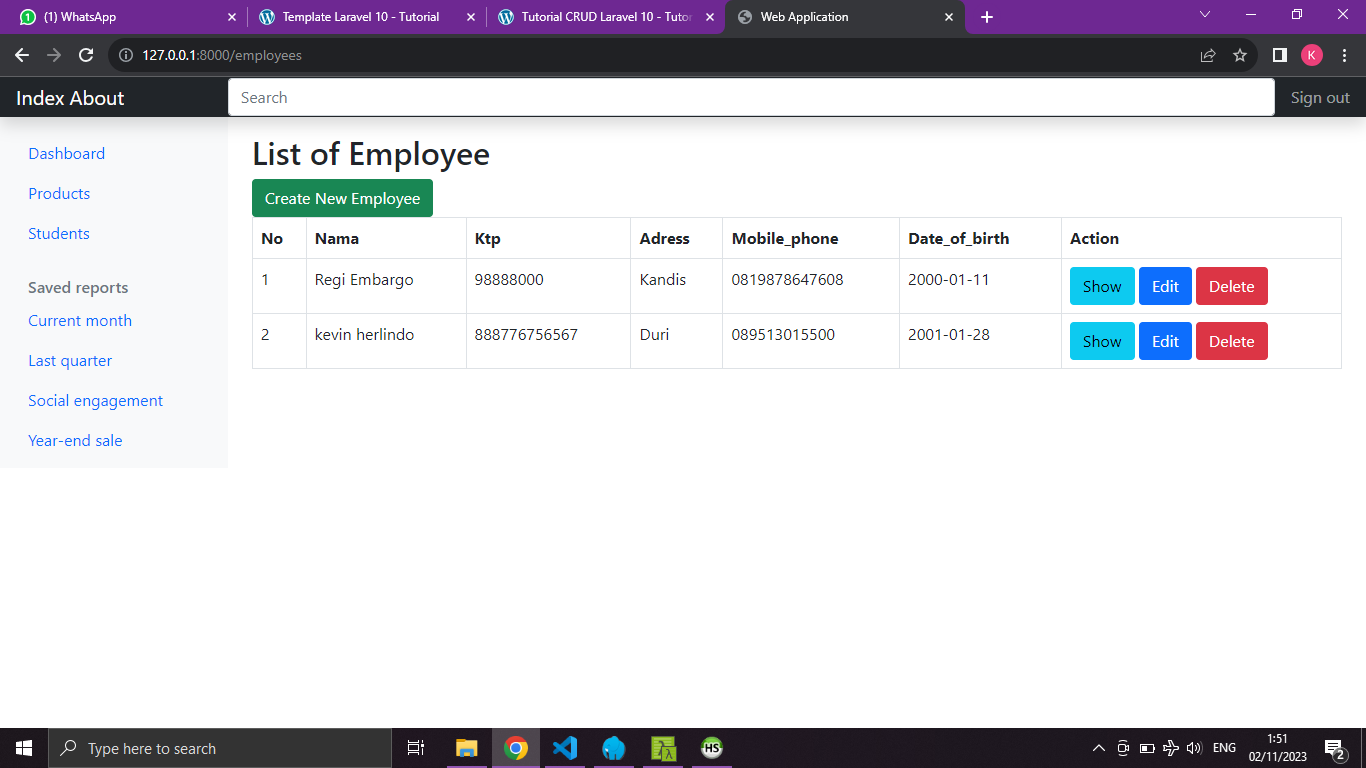 (1) WhatsApp
Template Laravel 10 - Tutorial
Tutorial CRUD Laravel 10 - Tutor
Web Application
127.0.0.1:8000/employees
K
Index About
Search
Sign out
Dashboard
Products
Students
Saved reports
Current month
Last quarter
Social engagement
Year-end sale
List of Employee
Create New Employee
No Nama Ktp Adress Mobile_phone Date_of_birth Action
1 Regi Embargo 98888000 Kandis 0819878647608 2000-01-11 Show Edit Delete
2 kevin herlindo 888776756567 Duri 089513015500 2001-01-28 Show Edit Delete
Type here to search
HS
ENG
1:51
02/11/2023
2